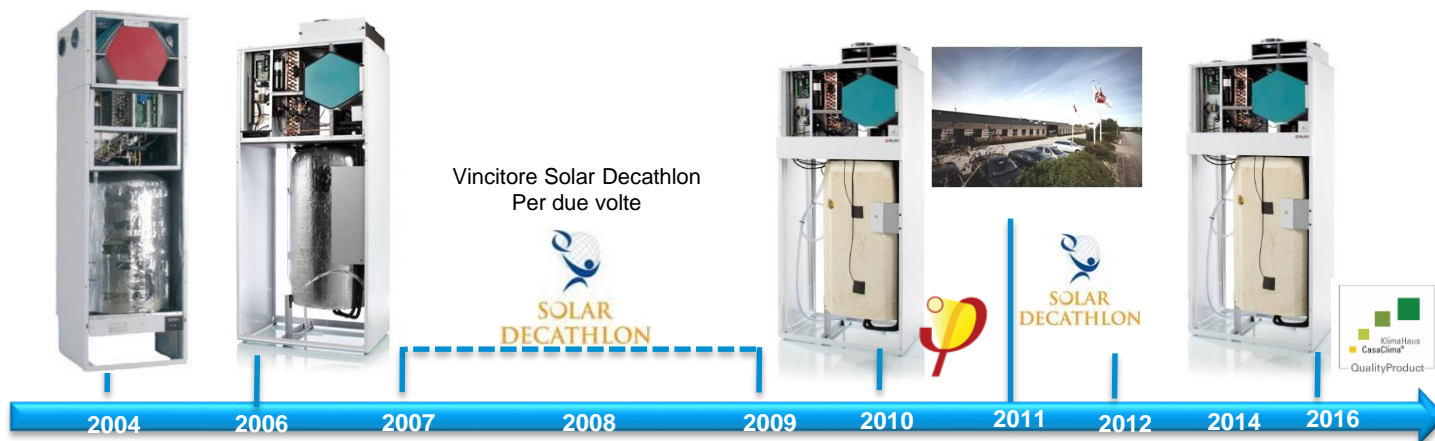 Vincitore Solar Decathlon
Per due volte
SOLAR
DECATHLON
SOLAR
DECATHLON
KlimaHaus
CasaClima®
QualityProduct
2004
2006
2007
2008
2009
2010
2011
2012
2014
2016